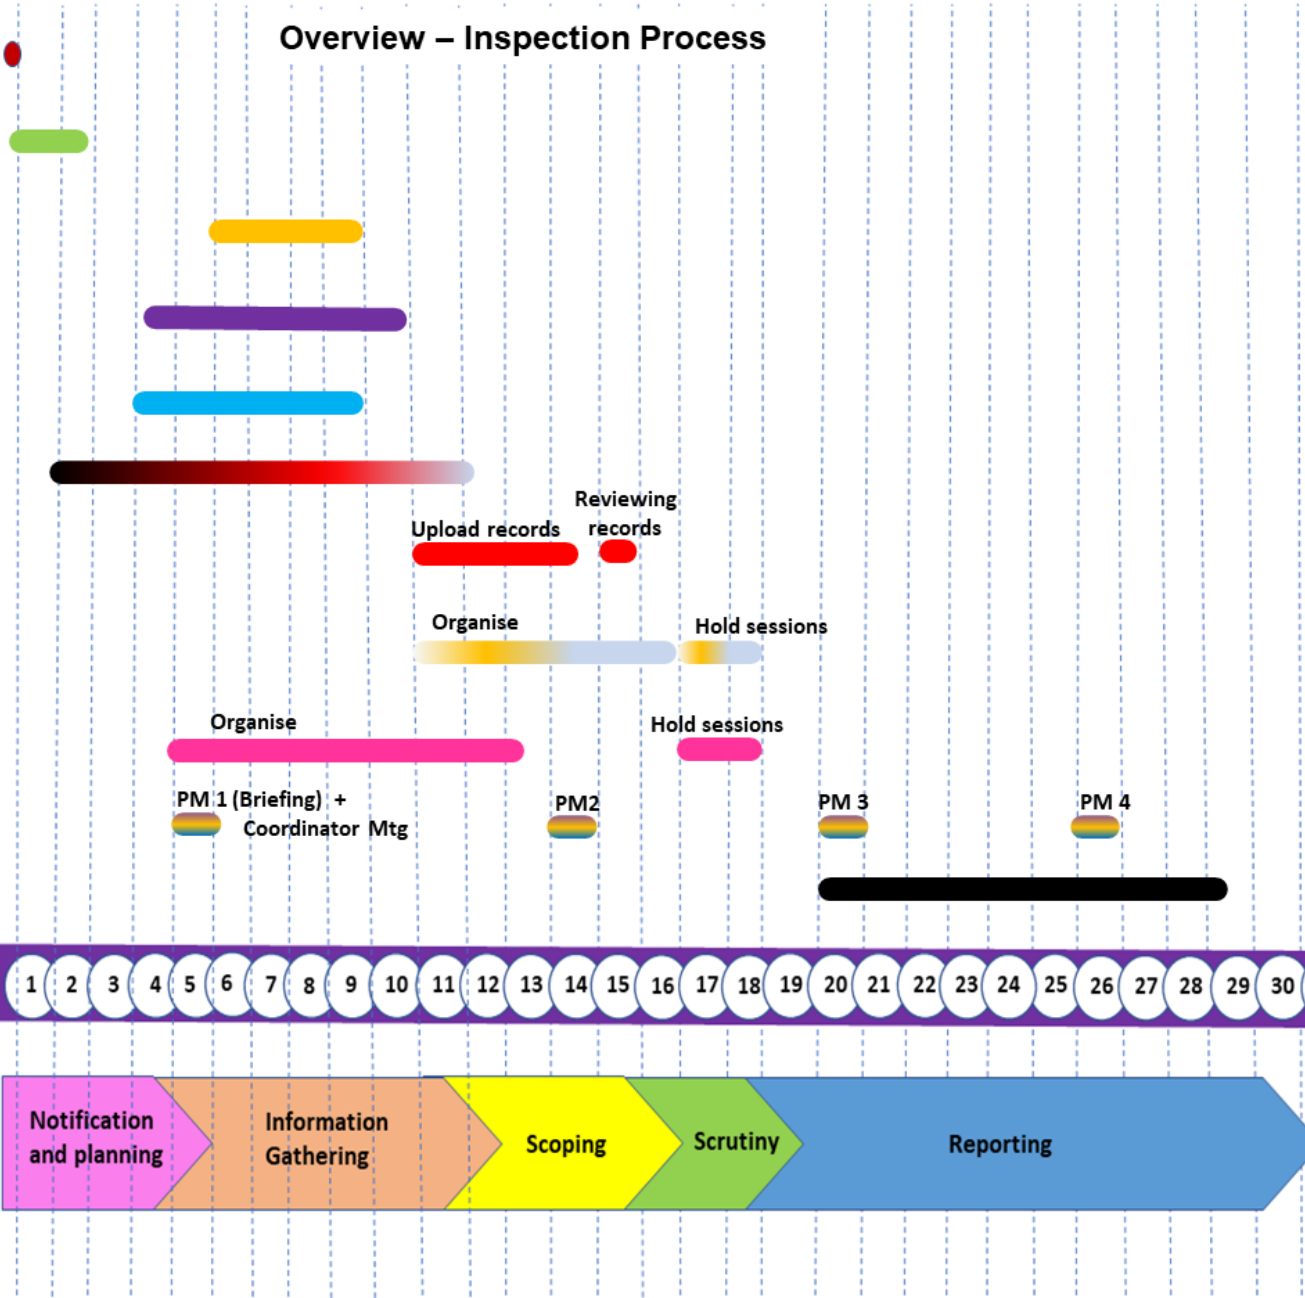 Overview – Inspection Process
Reviewing
records
Upload records
Organise
Hold sessions
Organise
Hold sessions
PM 1 (Briefing) +
Coordinator Mtg
PM2
PM 3
PM 4
1 2 3 4 5 6 7 8 9 10 11 12 13 14 15 16 17 18 19 20 21 22 23 24 25 26 27 28 29 30
Notification
and planning
Information
Gathering
Scoping
Scrutiny
Reporting